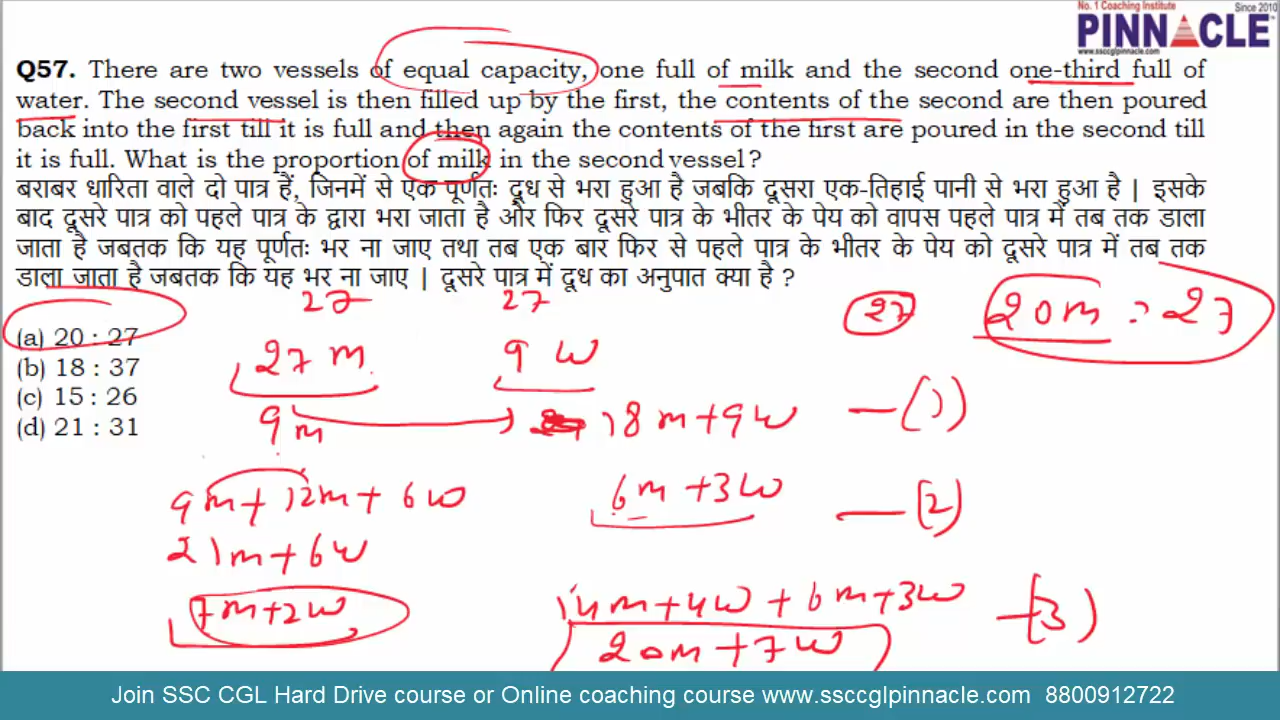 No. 1 Coaching Institute
Since 2010
PINNACLE
www.ssccglpinnacle.com
Q57. There are two vessels of equal capacity, one full of milk and the second one-third full of
water. The second vessel is then filled up by the first, the contents of the second are then poured
back into the first till it is full and then again the contents of the first are poured in the second till
it is full. What is the proportion of milk in the second vessel?
बराबर धारिता वाले दो पात्र हैं, जिनमें से एक पूर्णतः दूध से भरा हुआ है जबकि दूसरा एक-तिहाई पानी से भरा हुआ है | इसके
बाद दूसरे पात्र को पहले पात्र के द्वारा भरा जाता है और फिर दूसरे पात्र के भीतर के पेय को वापस पहले पात्र में तब तक डाला
जाता है जबतक कि यह पूर्णतः भर ना जाए तथा तब एक बार फिर से पहले पात्र के भीतर के पेय को दूसरे पात्र में तब तक
डाला जाता है जबतक कि यह भर ना जाए | दूसरे पात्र में दूध का अनुपात क्या है ?
27 27 27 20m : 27
(a) 20 : 27
(b) 18 : 37
(c) 15 : 26
(d) 21 : 31
27 m 9 w
9m 18m+9w —(1)
9m+12m+6w 6m+3w —(2)
21m+6w
7m+2w 14m+4w+6m+3w —(3)
20m+7w
Join SSC CGL Hard Drive course or Online coaching course www.ssccglpinnacle.com 8800912722